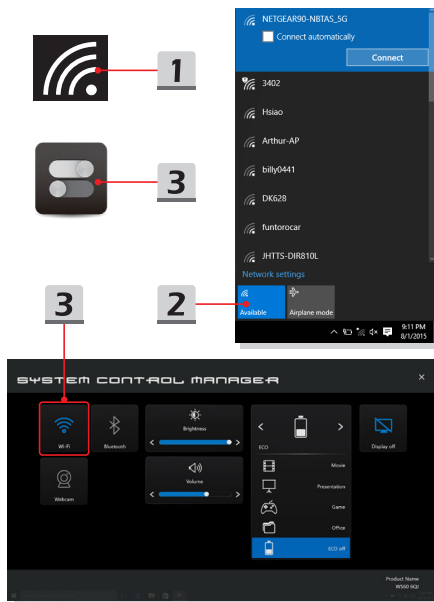 NETGEAR90-NBTAS_5G
Connect automatically
Connect
1
3402
Hsiao
Arthur-AP
3
billy0441
DK628
funtorocar
JHTTS-DIR810L
Network settings
3
2
Available
Airplane mode
9:11 PM
8/1/2015
SYSTEM CONTROL MANAGER
Wi-Fi
Bluetooth
Brightness
ECO
Display off
Movie
Webcam
Volume
Presentation
Game
Office
ECO off
Product Name
WS60 6QJ